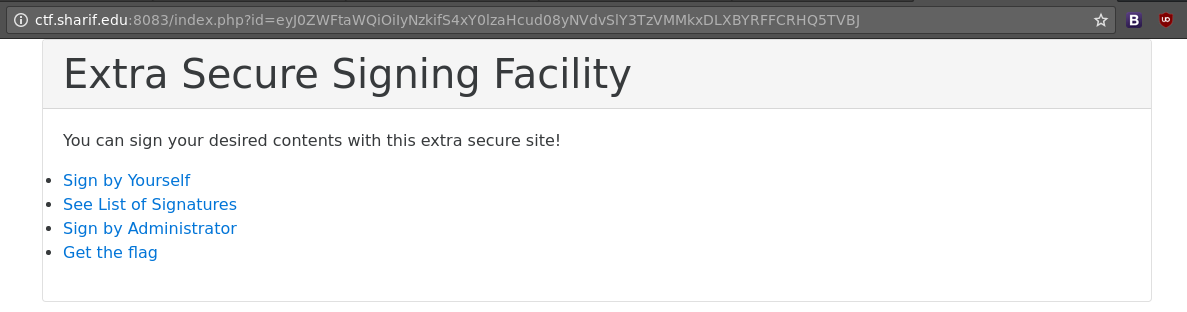 ctf.sharif.edu:8083/index.php?id=eyJ0ZWFtaWQiOiIyNzkifS4xY0lzaHcud08yNVdvSlY3TzVMMkxDLXBYRFFCRHQ5TVBJ
B
UO
Extra Secure Signing Facility
You can sign your desired contents with this extra secure site!
Sign by Yourself
See List of Signatures
Sign by Administrator
Get the flag